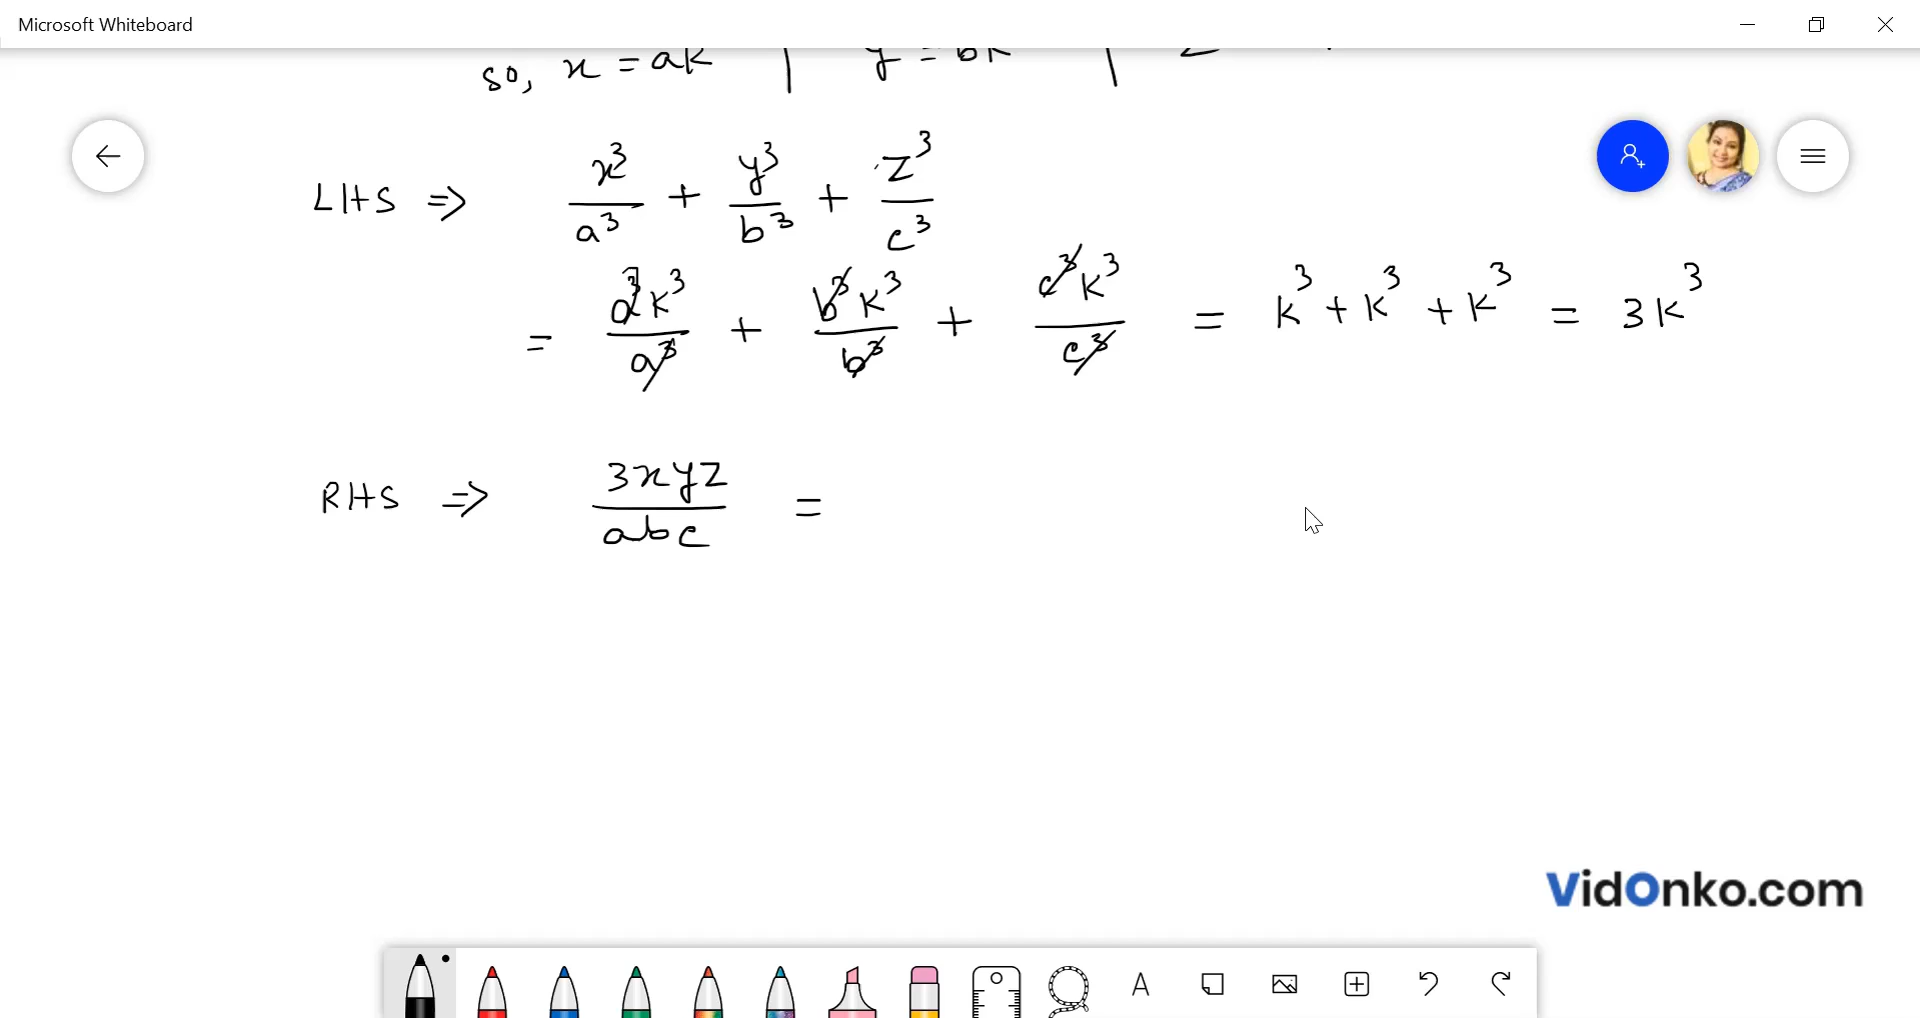 Microsoft Whiteboard
so, x = ak | y = bk | z
LHS => x³/a³ + y³/b³ + z³/c³
= a³k³/a³ + b³k³/b³ + c³k³/c³ = k³ + k³ + k³ = 3k³
RHS => 3xyz/abc =
VidOnko.com
A